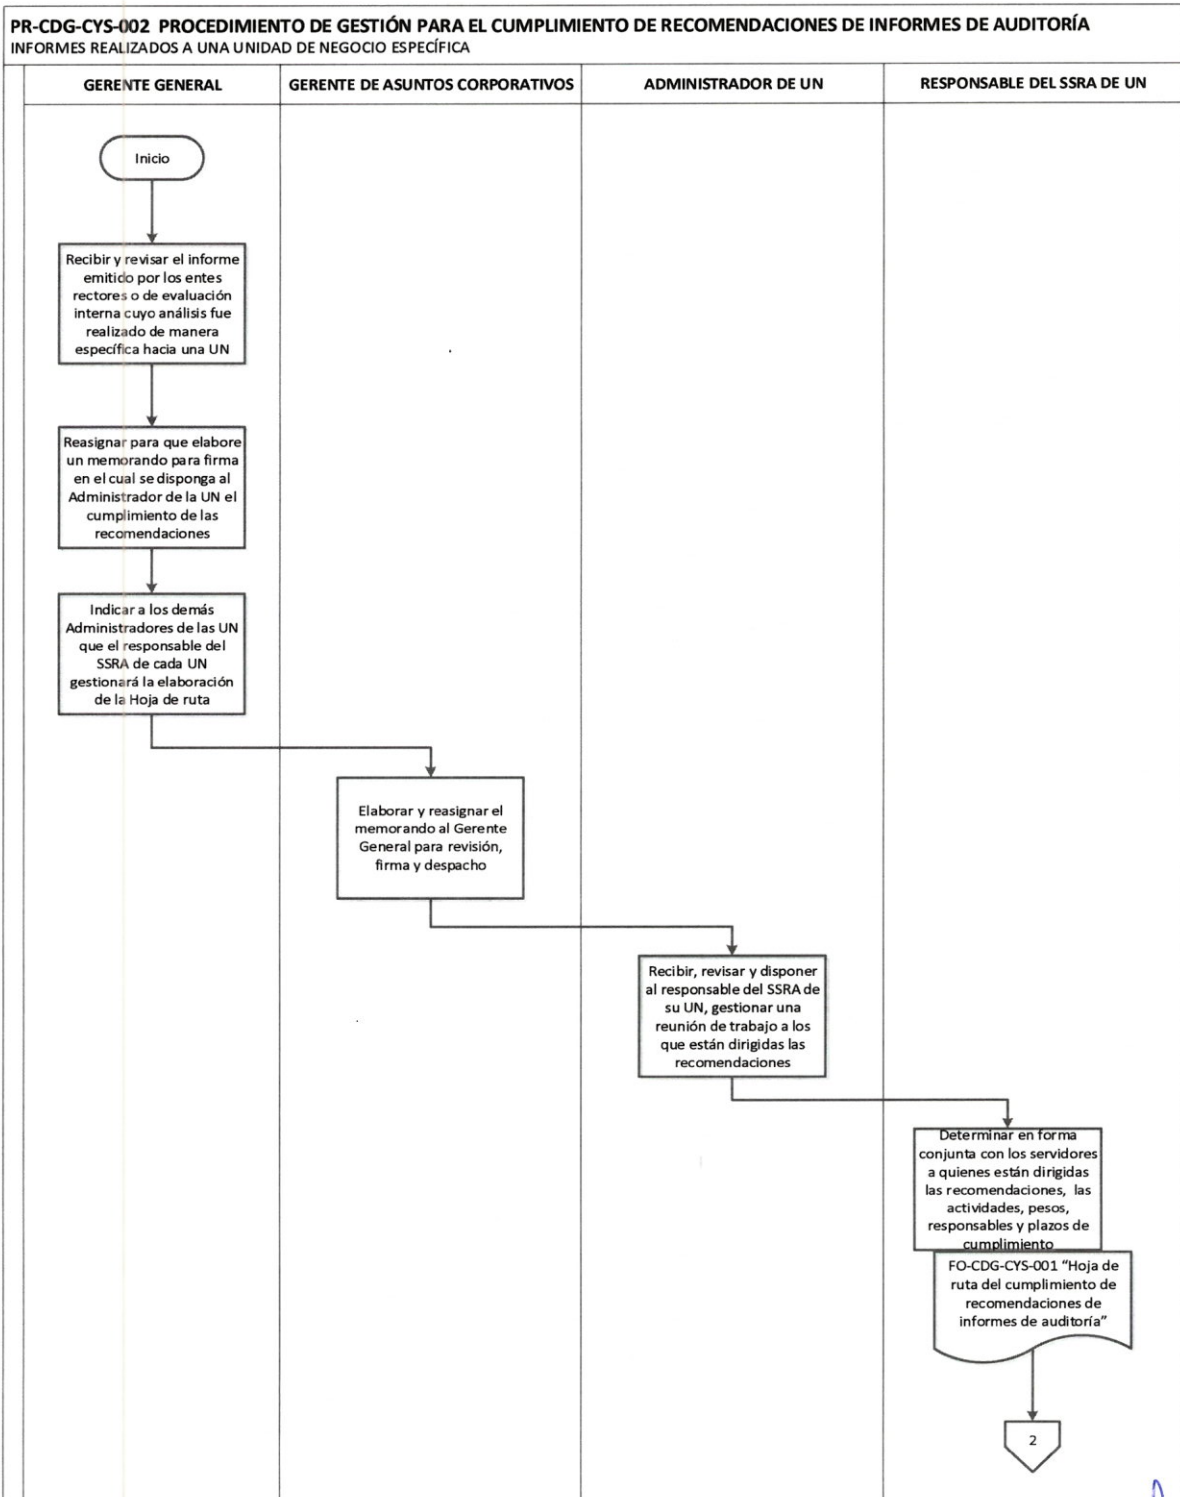 PR-CDG-CYS-002 PROCEDIMIENTO DE GESTIÓN PARA EL CUMPLIMIENTO DE RECOMENDACIONES DE INFORMES DE AUDITORÍA
INFORMES REALIZADOS A UNA UNIDAD DE NEGOCIO ESPECÍFICA
GERENTE GENERAL
GERENTE DE ASUNTOS CORPORATIVOS
ADMINISTRADOR DE UN
RESPONSABLE DEL SSRA DE UN
Inicio
Recibir y revisar el informe
emitido por los entes
rectores o de evaluación
interna cuyo análisis fue
realizado de manera
específica hacia una UN
Reasignar para que elabore
un memorando para firma
en el cual se disponga al
Administrador de la UN el
cumplimiento de las
recomendaciones
Indicar a los demás
Administradores de las UN
que el responsable del
SSRA de cada UN
gestionará la elaboración
de la Hoja de ruta
Elaborar y reasignar el
memorando al Gerente
General para revisión,
firma y despacho
Recibir, revisar y disponer
al responsable del SSRA de
su UN, gestionar una
reunión de trabajo a los
que están dirigidas las
recomendaciones
Determinar en forma
conjunta con los servidores
a quienes están dirigidas
las recomendaciones, las
actividades, pesos,
responsables y plazos de
cumplimiento
FO-CDG-CYS-001 “Hoja de
ruta del cumplimiento de
recomendaciones de
informes de auditoría”
2